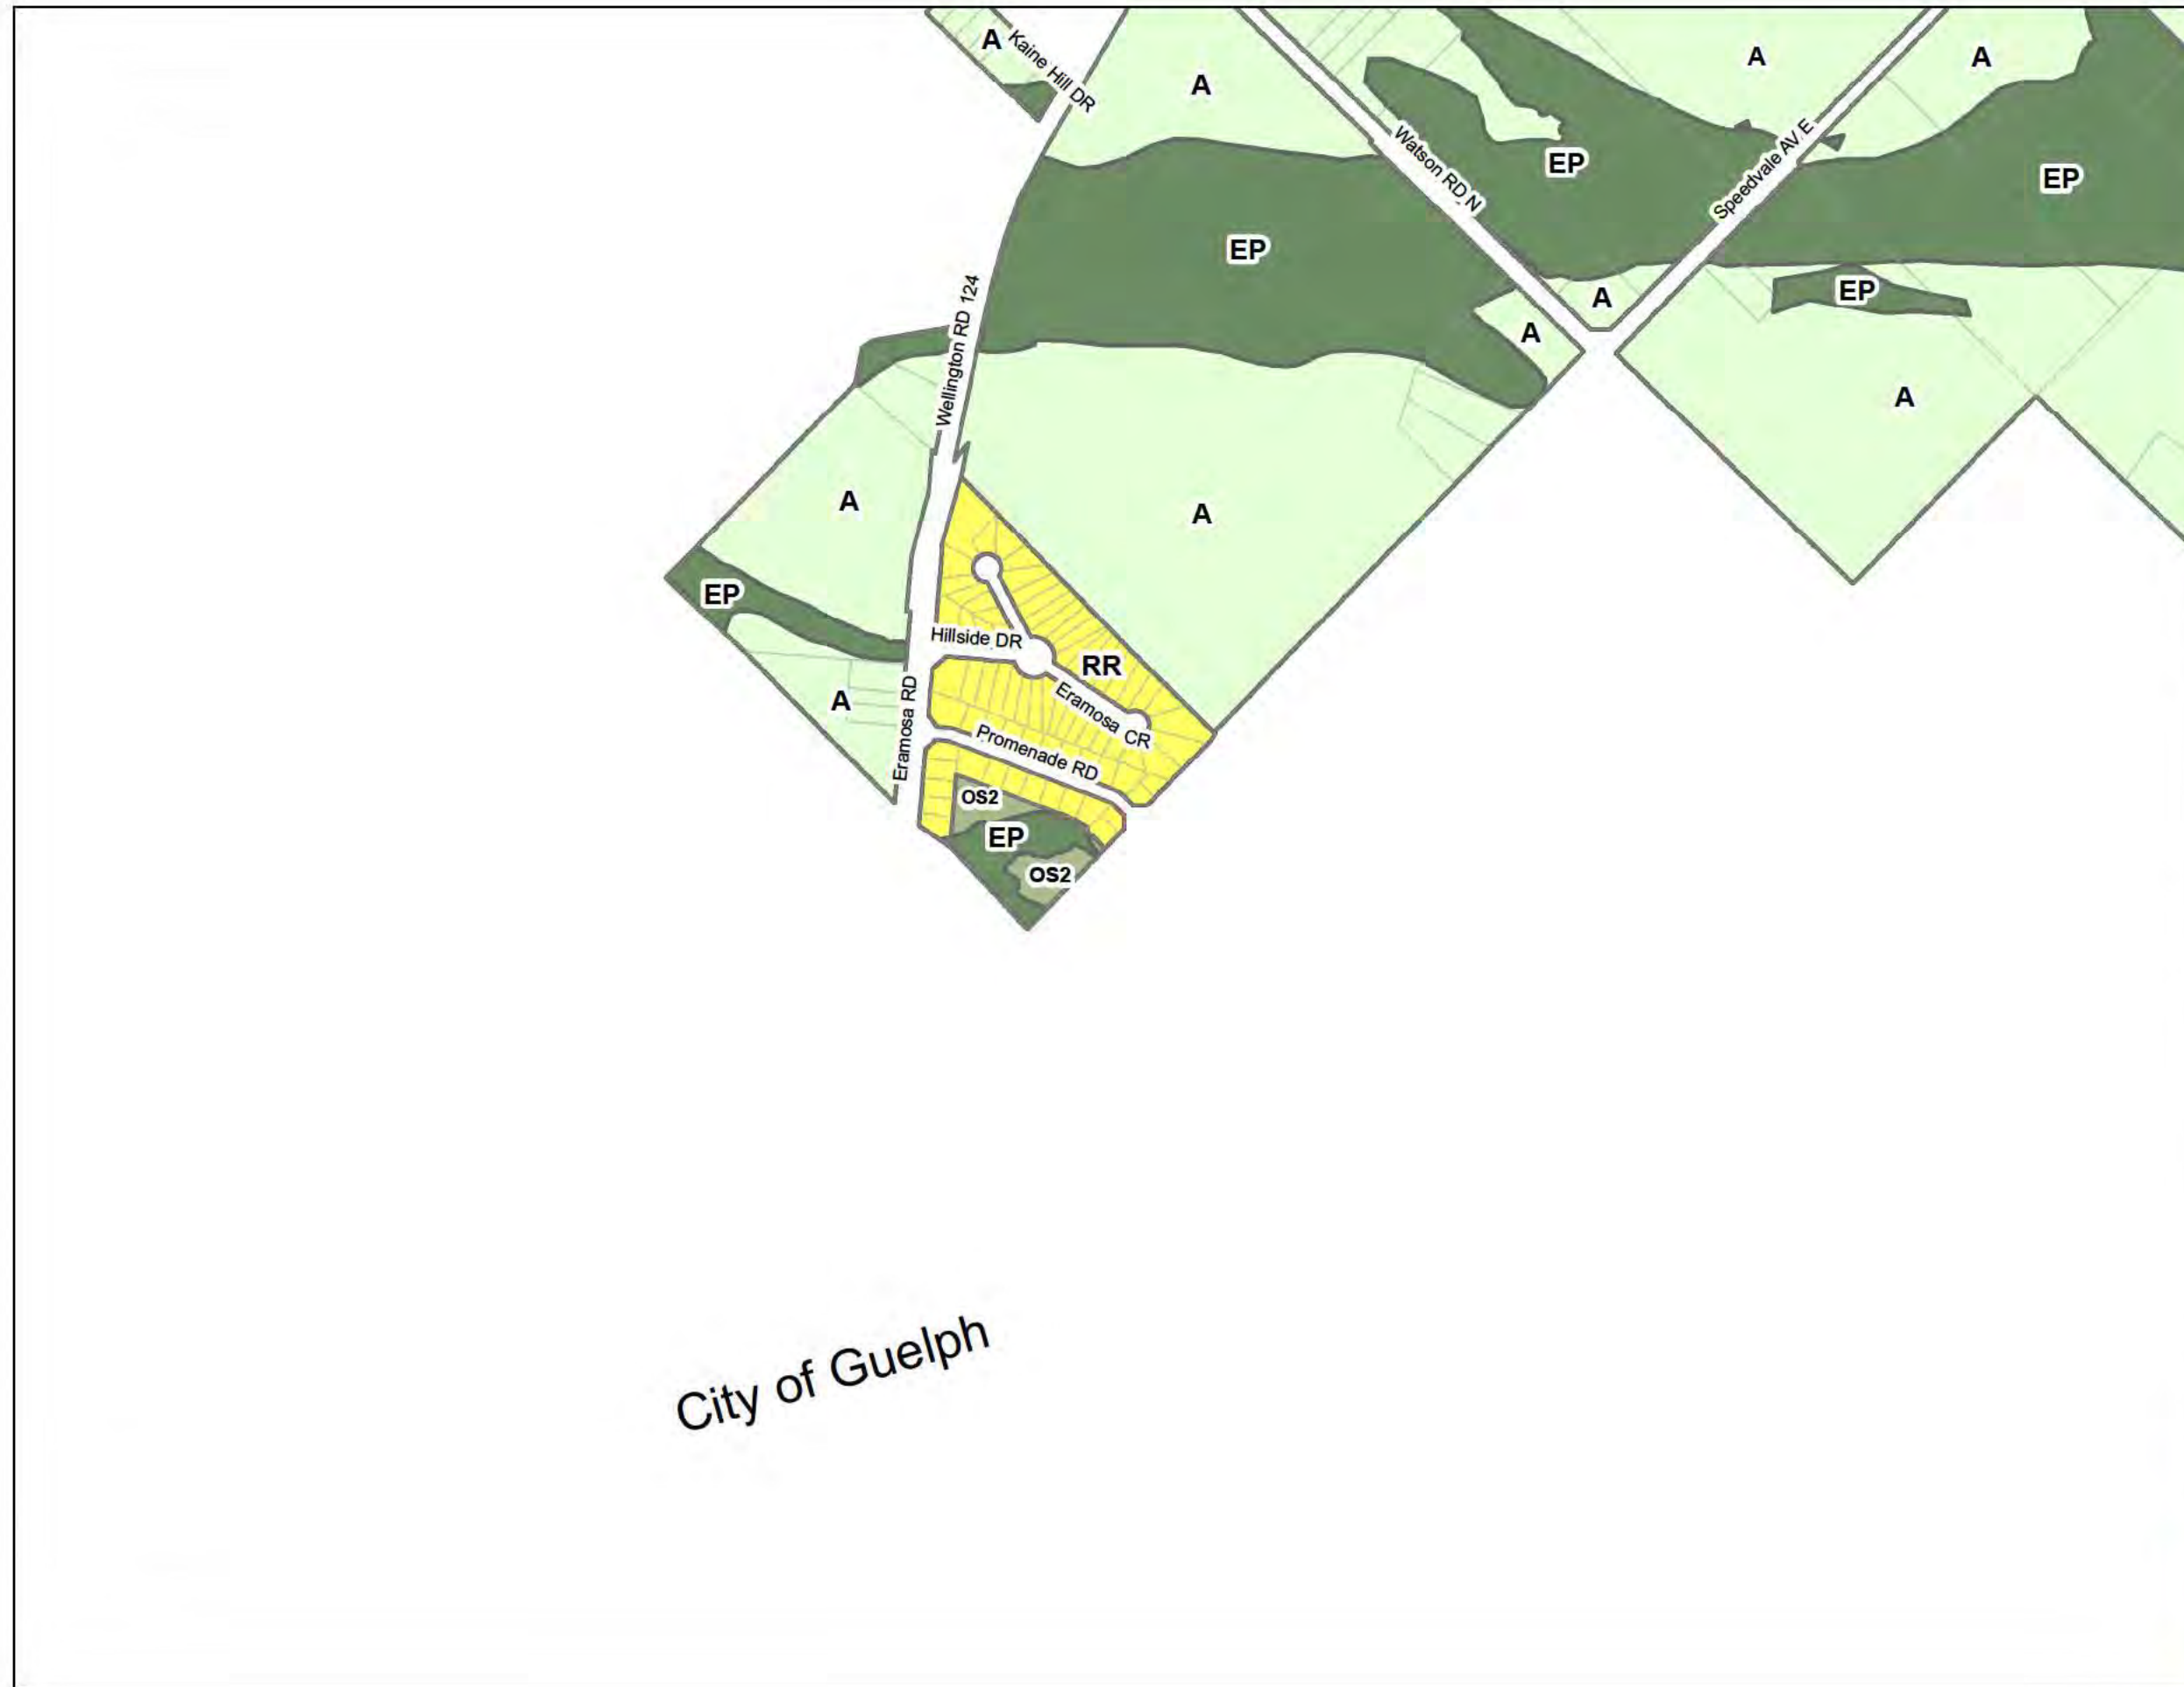 A
Kaine Hill DR
A
A
A
Watson RD N
EP
Speedvale AV E
EP
EP
A
EP
A
Wellington RD 124
A
A
A
EP
Hillside DR
RR
A
Eramosa RD
Eramosa CR
Promenade RD
OS2
EP
OS2
City of Guelph